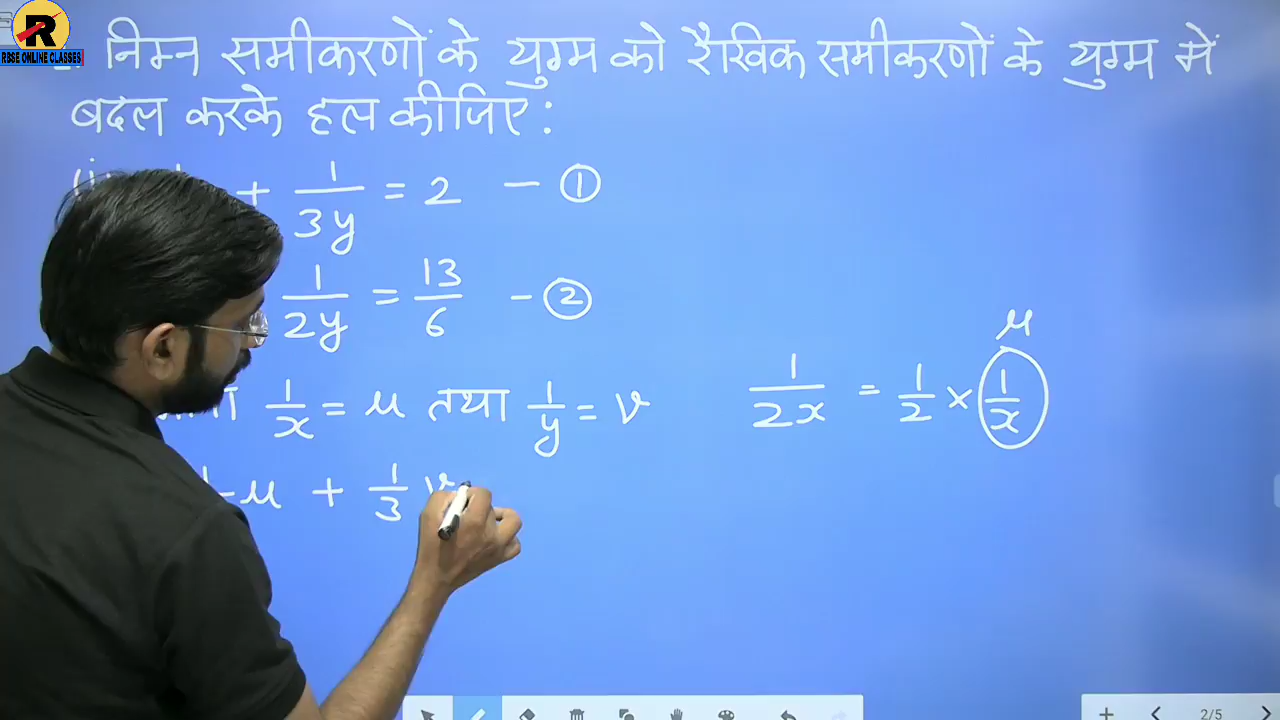 RBSE ONLINE CLASSES
निम्न समीकरणों के युग्म को रैखिक समीकरणों के युग्म में
बदल करके हल कीजिए :
+ 1/3y = 2 - ①
1/2y = 13/6 - ②
1/x = u तथा 1/y = v
1/2x = 1/2 × 1/x
u
u + 1/3 v
2/5